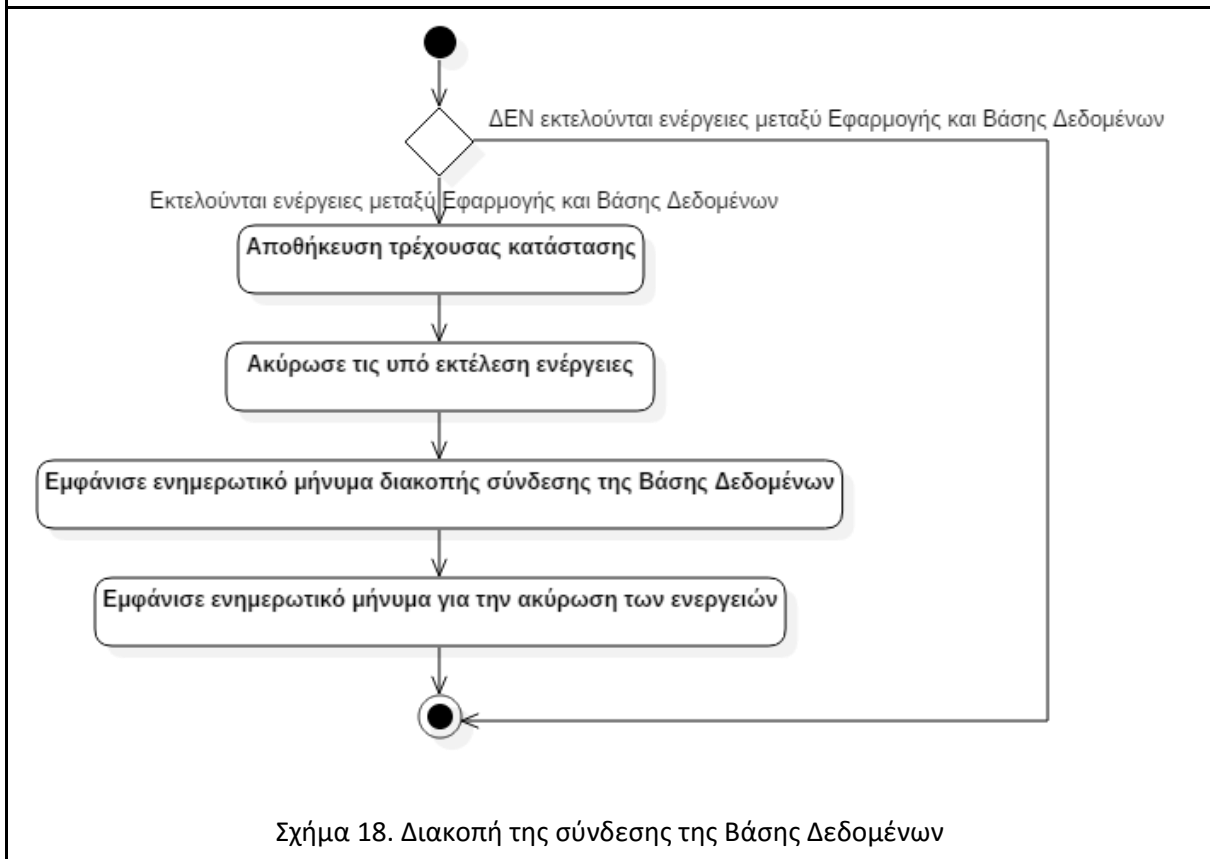 ΔΕΝ εκτελούνται ενέργειες μεταξύ Εφαρμογής και Βάσης Δεδομένων
Εκτελούνται ενέργειες μεταξύ Εφαρμογής και Βάσης Δεδομένων
Αποθήκευση τρέχουσας κατάστασης
Ακύρωσε τις υπό εκτέλεση ενέργειες
Εμφάνισε ενημερωτικό μήνυμα διακοπής σύνδεσης της Βάσης Δεδομένων
Εμφάνισε ενημερωτικό μήνυμα για την ακύρωση των ενεργειών
Σχήμα 18. Διακοπή της σύνδεσης της Βάσης Δεδομένων